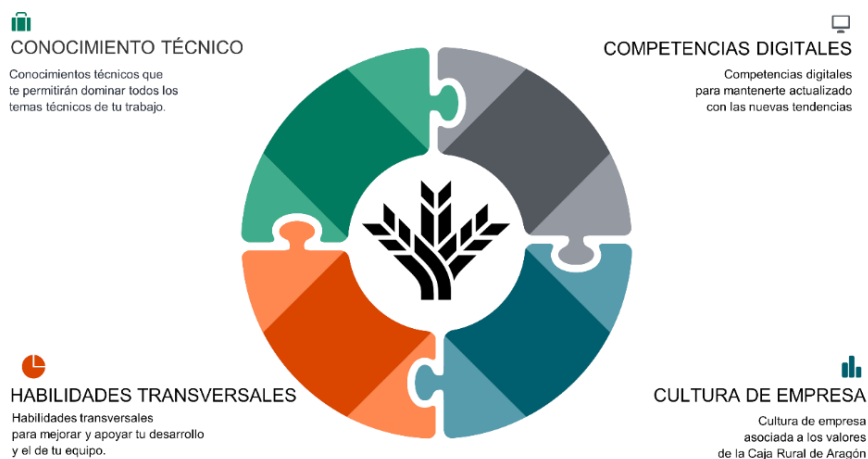 CONOCIMIENTO TÉCNICO
Conocimientos técnicos que
te permitirán dominar todos los
temas técnicos de tu trabajo.
COMPETENCIAS DIGITALES
Competencias digitales
para mantenerte actualizado
con las nuevas tendencias
HABILIDADES TRANSVERSALES
Habilidades transversales
para mejorar y apoyar tu desarrollo
y el de tu equipo.
CULTURA DE EMPRESA
Cultura de empresa
asociada a los valores
de la Caja Rural de Aragón